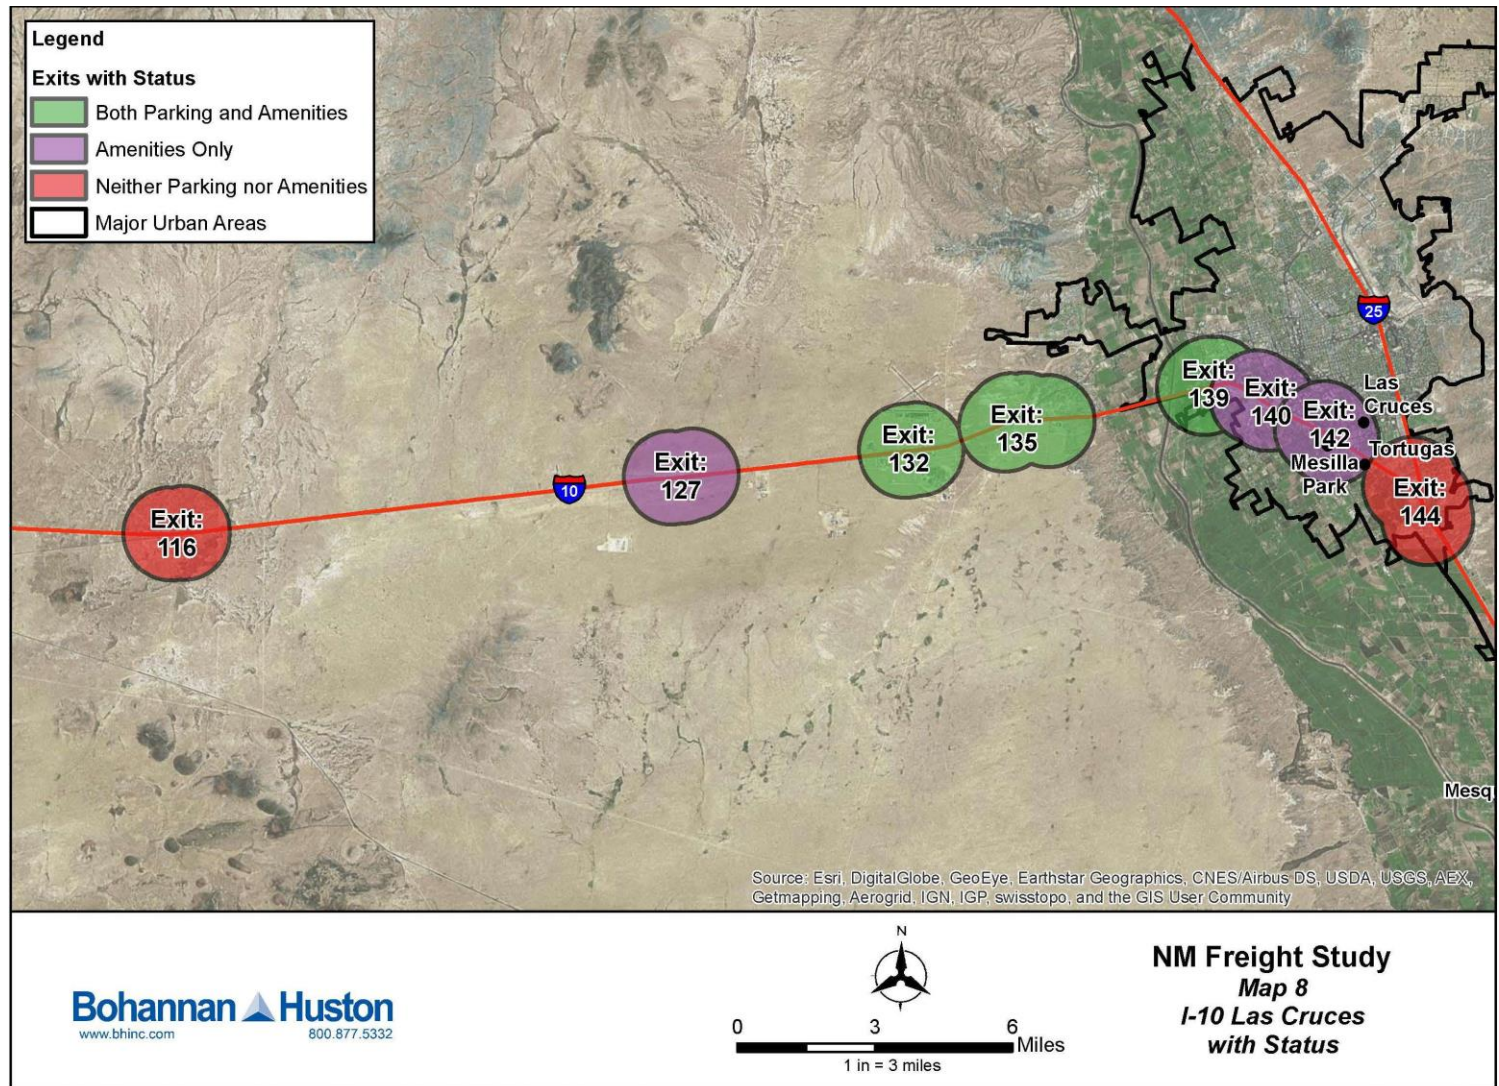 Legend
Exits with Status
Both Parking and Amenities
Amenities Only
Neither Parking nor Amenities
Major Urban Areas
25
Exit:
139
Exit:
140
Exit:
142
Las
Cruces
Tortugas
Mesilla
Park
Exit:
144
Exit:
135
Exit:
132
Exit:
127
10
Exit:
116
Mesq
Source: Esri, DigitalGlobe, GeoEye, Earthstar Geographics, CNES/Airbus DS, USDA, USGS, AEX,
Getmapping, Aerogrid, IGN, IGP, swisstopo, and the GIS User Community
Bohannan Huston
www.bhinc.com 800.877.5332
N
0 3 6
Miles
1 in = 3 miles
NM Freight Study
Map 8
I-10 Las Cruces
with Status